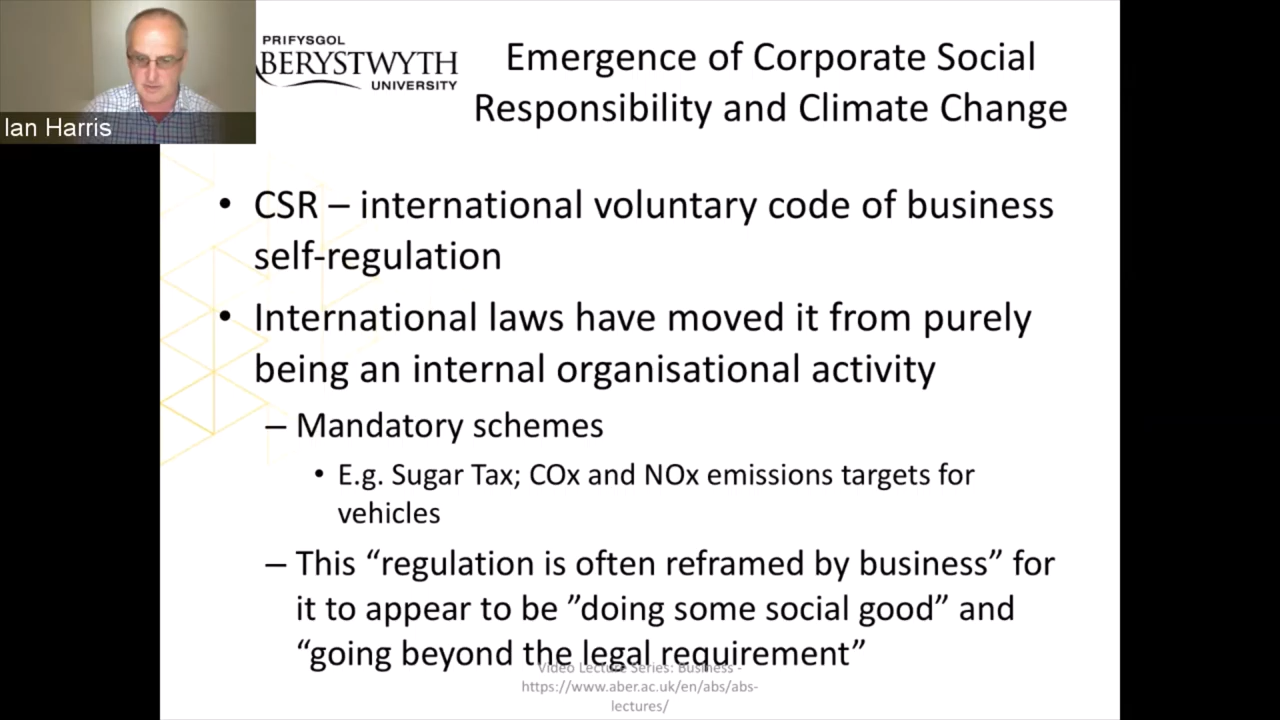 PRIFYSGOL
ABERYSTWYTH
UNIVERSITY
Emergence of Corporate Social
Responsibility and Climate Change
Ian Harris
• CSR – international voluntary code of business
self-regulation
• International laws have moved it from purely
being an internal organisational activity
– Mandatory schemes
• E.g. Sugar Tax; COx and NOx emissions targets for
vehicles
– This “regulation is often reframed by business” for
it to appear to be ”doing some social good” and
“going beyond the legal requirement”
Video Lecture Series: Business -
https://www.aber.ac.uk/en/abs/abs-
lectures/